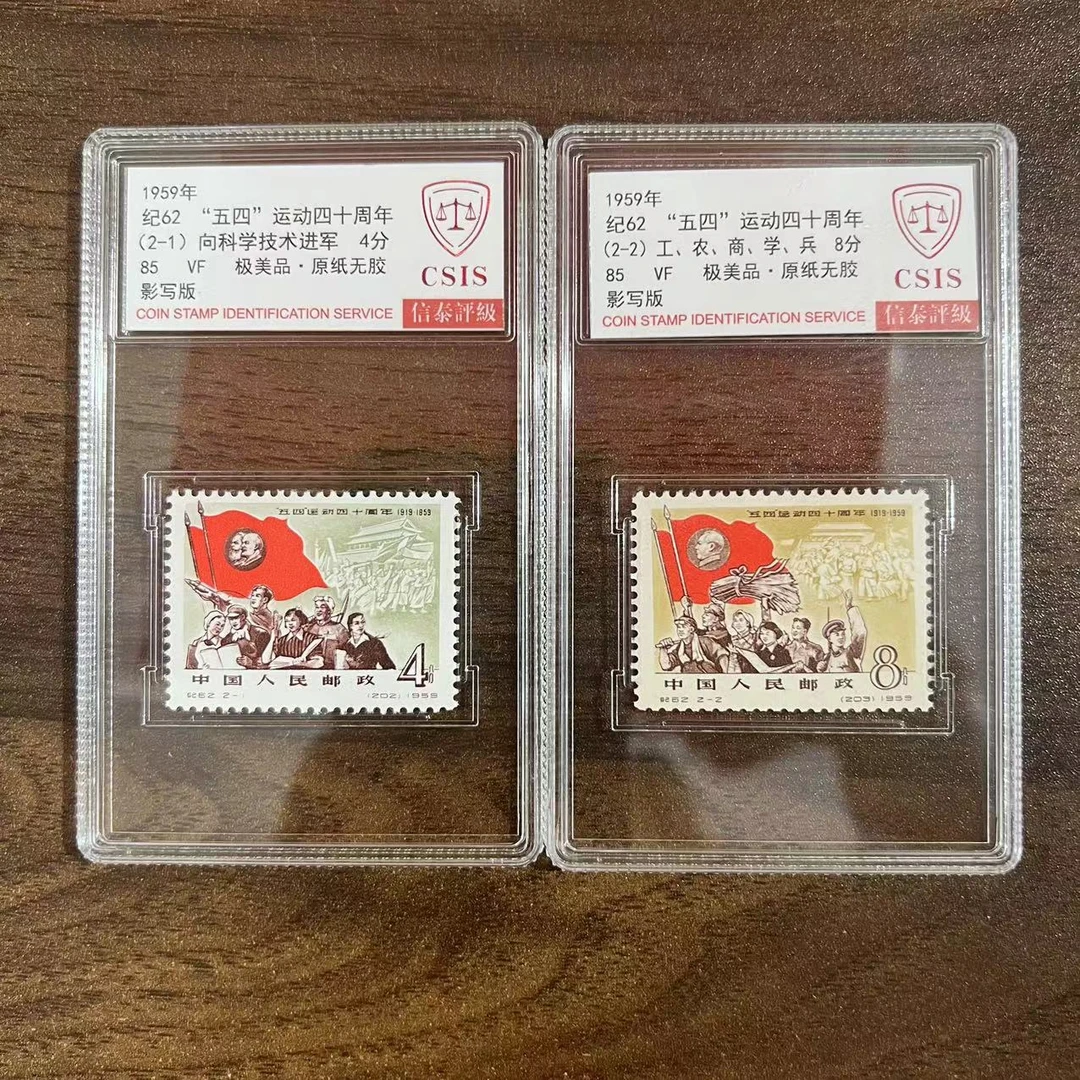 1959年
纪62 “五四”运动四十周年
(2-1) 向科学技术进军 4分
85 VF 极美品·原纸无胶
影写版
CSIS
COIN STAMP IDENTIFICATION SERVICE
信泰評級
1959年
纪62 “五四”运动四十周年
(2-2) 工、农、商、学、兵 8分
85 VF 极美品·原纸无胶
影写版
CSIS
COIN STAMP IDENTIFICATION SERVICE
信泰評級
"五四"运动四十周年 1919-1959
4分
中国人民邮政
纪62.2-1 (202) 1959
"五四"运动四十周年 1919-1959
8分
中国人民邮政
纪62.2-2 (203) 1959